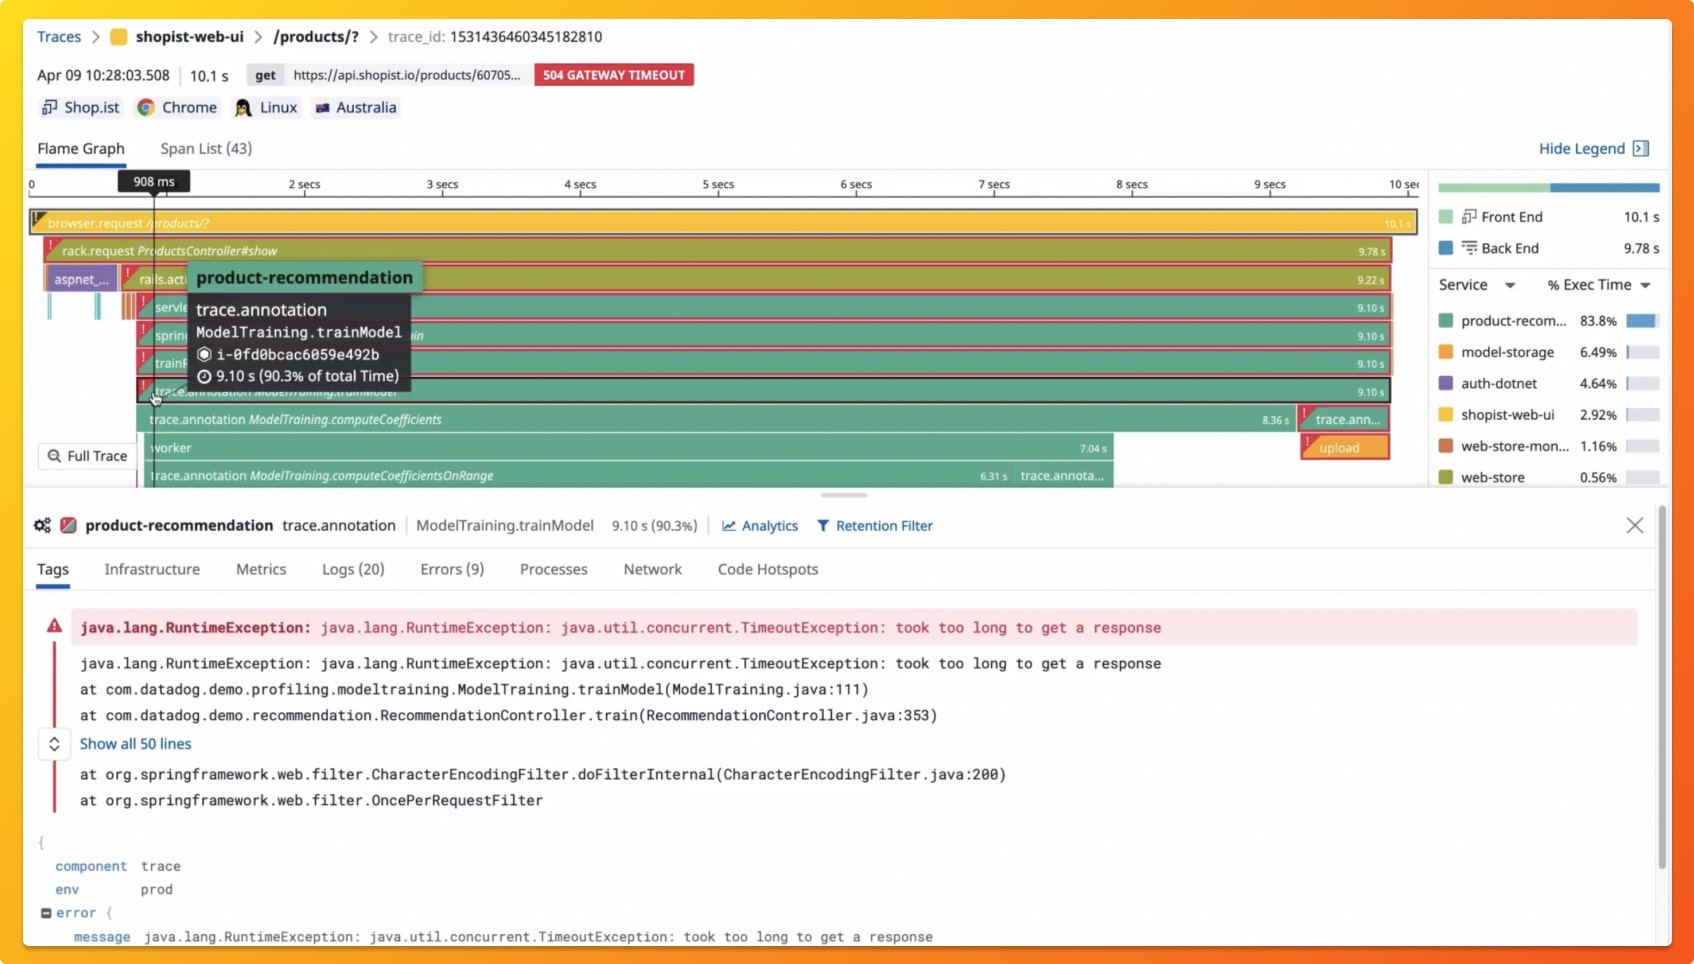 Traces > shopist-web-ui > /products/? > trace_id: 1531436460345182810
Apr 09 10:28:03.508 10.1 s get https://api.shopist.io/products/60705... 504 GATEWAY TIMEOUT
Shop.ist Chrome Linux Australia
Flame Graph Span List (43) Hide Legend
0 908 ms 2 secs 3 secs 4 secs 5 secs 6 secs 7 secs 8 secs 9 secs 10 sec
browser.request /products/? 10.1 s
rack.request ProductsController#show 9.78 s
aspnet_... rails.acti 9.22 s
product-recommendation
servle 9.10 s
trace.annotation
ModelTraining.trainModel
sprin in 9.10 s
i-0fd0bcac6059e492b
trainR 9.10 s
9.10 s (90.3% of total Time)
trace.annotation ModelTraining.trainModel 9.10 s
trace.annotation ModelTraining.computeCoefficients 8.36 s trace.ann...
worker 7.04 s upload
Full Trace
trace.annotation ModelTraining.computeCoefficientsOnRange 6.31 s trace.annota...
Front End 10.1 s
Back End 9.78 s
Service % Exec Time
product-recom... 83.8%
model-storage 6.49%
auth-dotnet 4.64%
shopist-web-ui 2.92%
web-store-mon... 1.16%
web-store 0.56%
product-recommendation trace.annotation ModelTraining.trainModel 9.10 s (90.3%) Analytics Retention Filter
Tags Infrastructure Metrics Logs (20) Errors (9) Processes Network Code Hotspots
java.lang.RuntimeException: java.lang.RuntimeException: java.util.concurrent.TimeoutException: took too long to get a response
java.lang.RuntimeException: java.lang.RuntimeException: java.util.concurrent.TimeoutException: took too long to get a response
at com.datadog.demo.profiling.modeltraining.ModelTraining.trainModel(ModelTraining.java:111)
at com.datadog.demo.recommendation.RecommendationController.train(RecommendationController.java:353)
Show all 50 lines
at org.springframework.web.filter.CharacterEncodingFilter.doFilterInternal(CharacterEncodingFilter.java:200)
at org.springframework.web.filter.OncePerRequestFilter
{
component trace
env prod
error {
message java.lang.RuntimeException: java.util.concurrent.TimeoutException: took too long to get a response